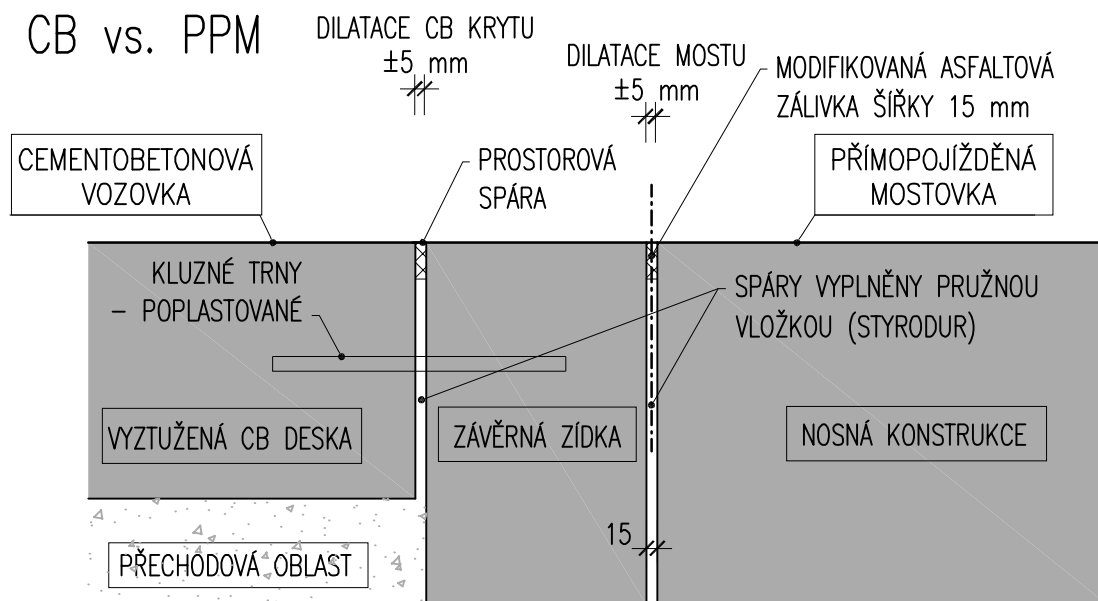 CB vs. PPM
DILATACE CB KRYTU
±5 mm
DILATACE MOSTU
±5 mm
MODIFIKOVANÁ ASFALTOVÁ
ZÁLIVKA ŠÍŘKY 15 mm
CEMENTOBETONOVÁ
VOZOVKA
PROSTOROVÁ
SPÁRA
PŘÍMOPOJÍŽDĚNÁ
MOSTOVKA
KLUZNÉ TRNY
– POPLASTOVANÉ
SPÁRY VYPLNĚNY PRUŽNOU
VLOŽKOU (STYRODUR)
VYZTUŽENÁ CB DESKA
ZÁVĚRNÁ ZÍDKA
NOSNÁ KONSTRUKCE
15
PŘECHODOVÁ OBLAST